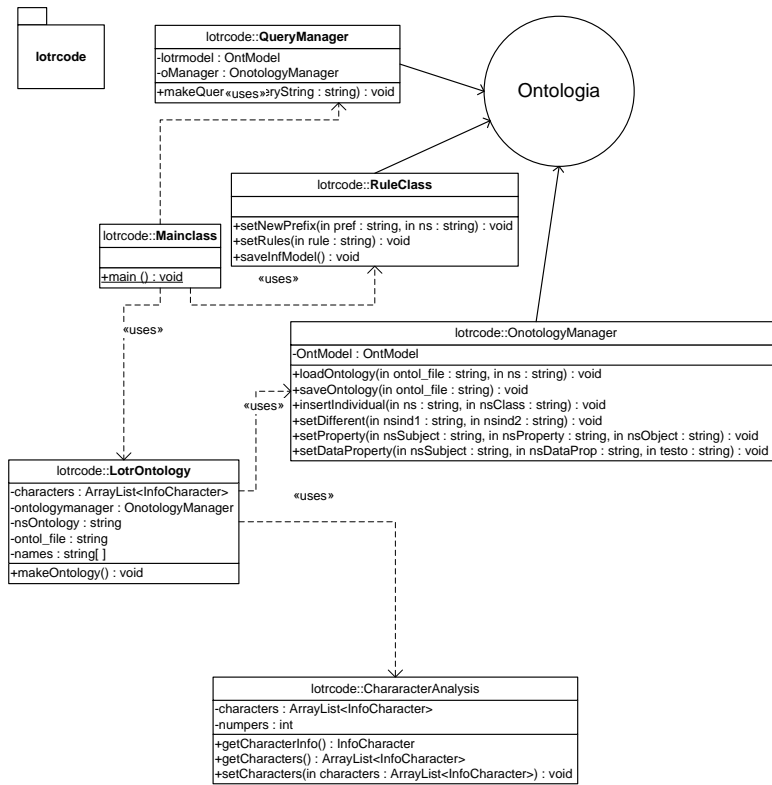 lotrcode
lotrcode::QueryManager
-lotrmodel : OntModel
-oManager : OnotologyManager
+makeQuer «uses» ryString : string) : void
Ontologia
lotrcode::RuleClass
+setNewPrefix(in pref : string, in ns : string) : void
+setRules(in rule : string) : void
+saveInfModel() : void
lotrcode::Mainclass
+main () : void
«uses»
«uses»
lotrcode::OnotologyManager
-OntModel : OntModel
+loadOntology(in ontol_file : string, in ns : string) : void
+saveOntology(in ontol_file : string) : void
+insertIndividual(in ns : string, in nsClass : string) : void
+setDifferent(in nsind1 : string, in nsind2 : string) : void
+setProperty(in nsSubject : string, in nsProperty : string, in nsObject : string) : void
+setDataProperty(in nsSubject : string, in nsDataProp : string, in testo : string) : void
«uses»
lotrcode::LotrOntology
-characters : ArrayList<InfoCharacter>
-ontologymanager : OnotologyManager
-nsOntology : string
-ontol_file : string
-names : string[ ]
+makeOntology() : void
«uses»
lotrcode::ChararacterAnalysis
-characters : ArrayList<InfoCharacter>
-numpers : int
+getCharacterInfo() : InfoCharacter
+getCharacters() : ArrayList<InfoCharacter>
+setCharacters(in characters : ArrayList<InfoCharacter>) : void